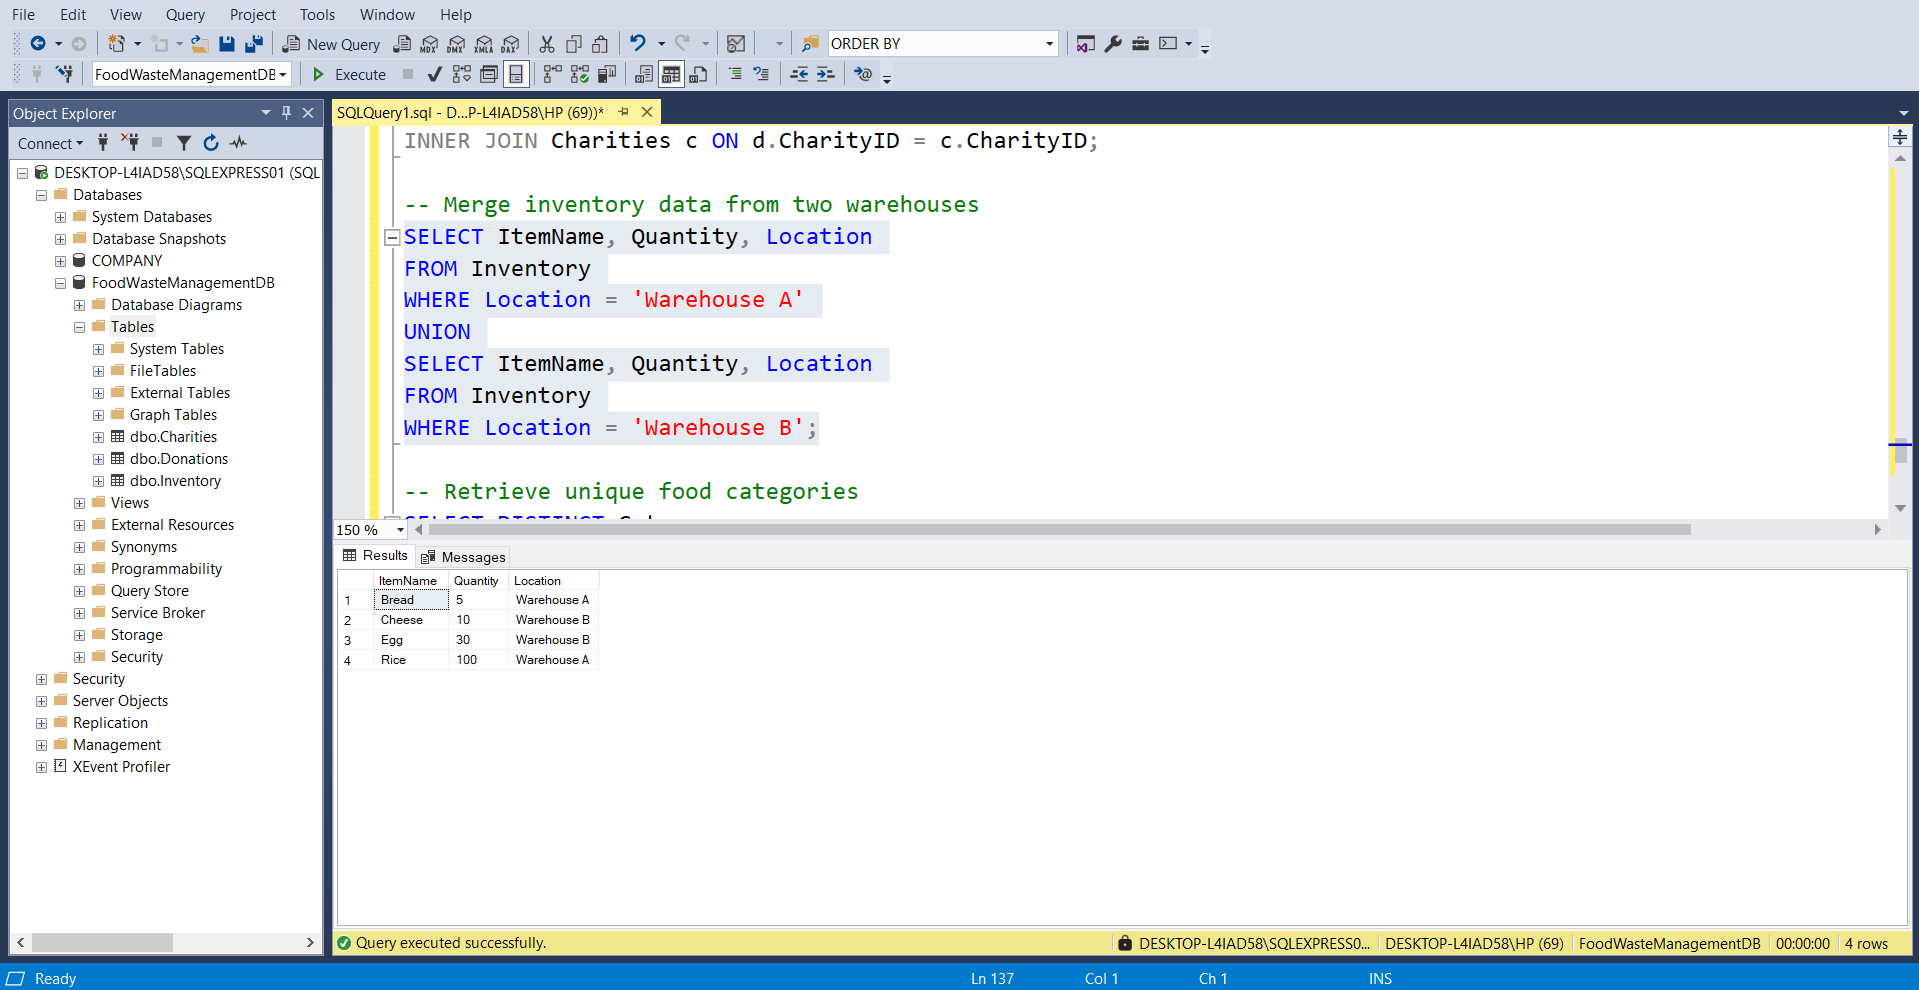 File Edit View Query Project Tools Window Help
New Query MDX DMX XMLA DAX ORDER BY
FoodWasteManagementDB Execute
Object Explorer
Connect
DESKTOP-L4IAD58\SQLEXPRESS01 (SQL
Databases
System Databases
Database Snapshots
COMPANY
FoodWasteManagementDB
Database Diagrams
Tables
System Tables
FileTables
External Tables
Graph Tables
dbo.Charities
dbo.Donations
dbo.Inventory
Views
External Resources
Synonyms
Programmability
Query Store
Service Broker
Storage
Security
Security
Server Objects
Replication
Management
XEvent Profiler
SQLQuery1.sql - D...P-L4IAD58\HP (69))*
INNER JOIN Charities c ON d.CharityID = c.CharityID;
-- Merge inventory data from two warehouses
SELECT ItemName, Quantity, Location
FROM Inventory
WHERE Location = 'Warehouse A'
UNION
SELECT ItemName, Quantity, Location
FROM Inventory
WHERE Location = 'Warehouse B';
-- Retrieve unique food categories
SELECT DISTINCT
150 %
Results Messages
ItemName Quantity Location
1 Bread 5 Warehouse A
2 Cheese 10 Warehouse B
3 Egg 30 Warehouse B
4 Rice 100 Warehouse A
Query executed successfully. DESKTOP-L4IAD58\SQLEXPRESS0... DESKTOP-L4IAD58\HP (69) FoodWasteManagementDB 00:00:00 4 rows
Ready Ln 137 Col 1 Ch 1 INS